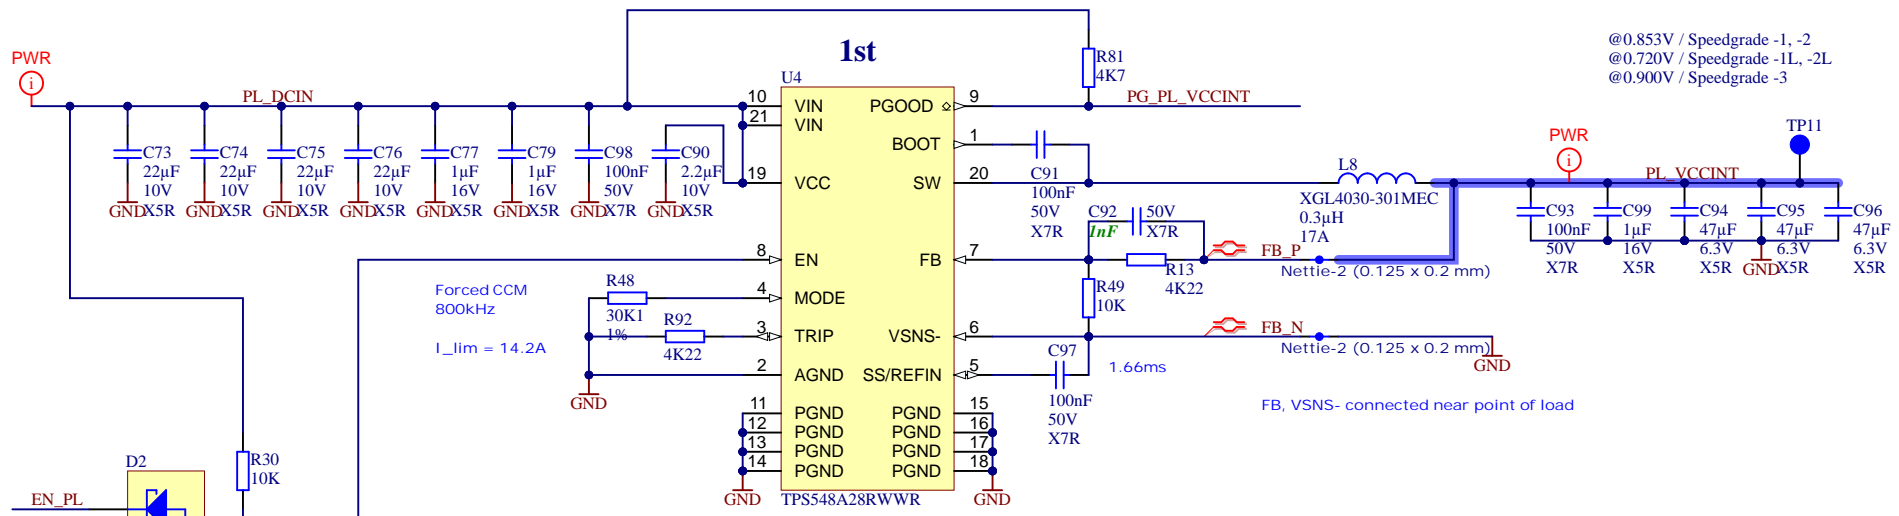 1st
@0.853V / Speedgrade -1, -2
@0.720V / Speedgrade -1L, -2L
@0.900V / Speedgrade -3
PWR
i
PL_DCIN
C73
22µF
10V
X5R
GND
C74
22µF
10V
X5R
GND
C75
22µF
10V
X5R
GND
C76
22µF
10V
X5R
GND
C77
1µF
16V
X5R
GND
C79
1µF
16V
X5R
GND
C98
100nF
50V
X7R
GND
C90
2.2µF
10V
X5R
GND
U4
10 VIN
21 VIN
19 VCC
8 EN
4 MODE
3 TRIP
2 AGND
11 PGND
12 PGND
13 PGND
14 PGND
PGOOD 9
BOOT 1
SW 20
FB 7
VSNS- 6
SS/REFIN 5
PGND 15
PGND 16
PGND 17
PGND 18
GND
GND
TPS548A28RWWR
R81
4K7
PG_PL_VCCINT
C91
100nF
50V
X7R
C92
1nF
50V
X7R
R13
4K22
R49
10K
C97
100nF
50V
X7R
1.66ms
FB_P
Nettie-2 (0.125 x 0.2 mm)
FB_N
Nettie-2 (0.125 x 0.2 mm)
GND
FB, VSNS- connected near point of load
L8
XGL4030-301MEC
0.3µH
17A
PWR
i
PL_VCCINT
TP11
C93
100nF
50V
X7R
C99
1µF
16V
X5R
C94
47µF
6.3V
X5R
C95
47µF
6.3V
X5R
GND
C96
47µF
6.3V
X5R
Forced CCM
800kHz
I_lim = 14.2A
R48
30K1
1%
R92
4K22
GND
R30
10K
D2
EN_PL